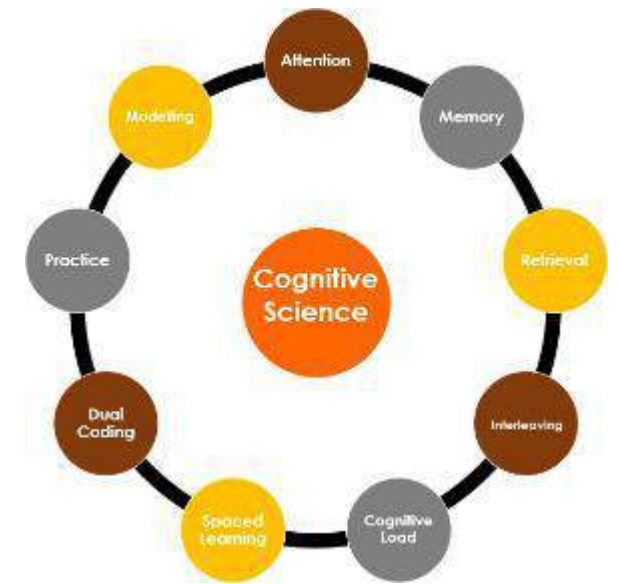 Attention
Memory
Retrieval
Interleaving
Cognitive
Load
Spaced
Learning
Dual
Coding
Practice
Modelling
Cognitive
Science